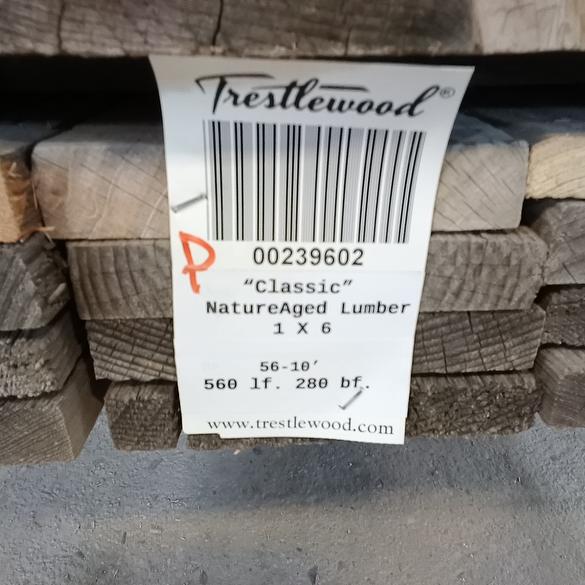 Trestlewood®
P
00239602
“Classic”
NatureAged Lumber
1 X 6
56-10′
560 lf. 280 bf.
www.trestlewood.com